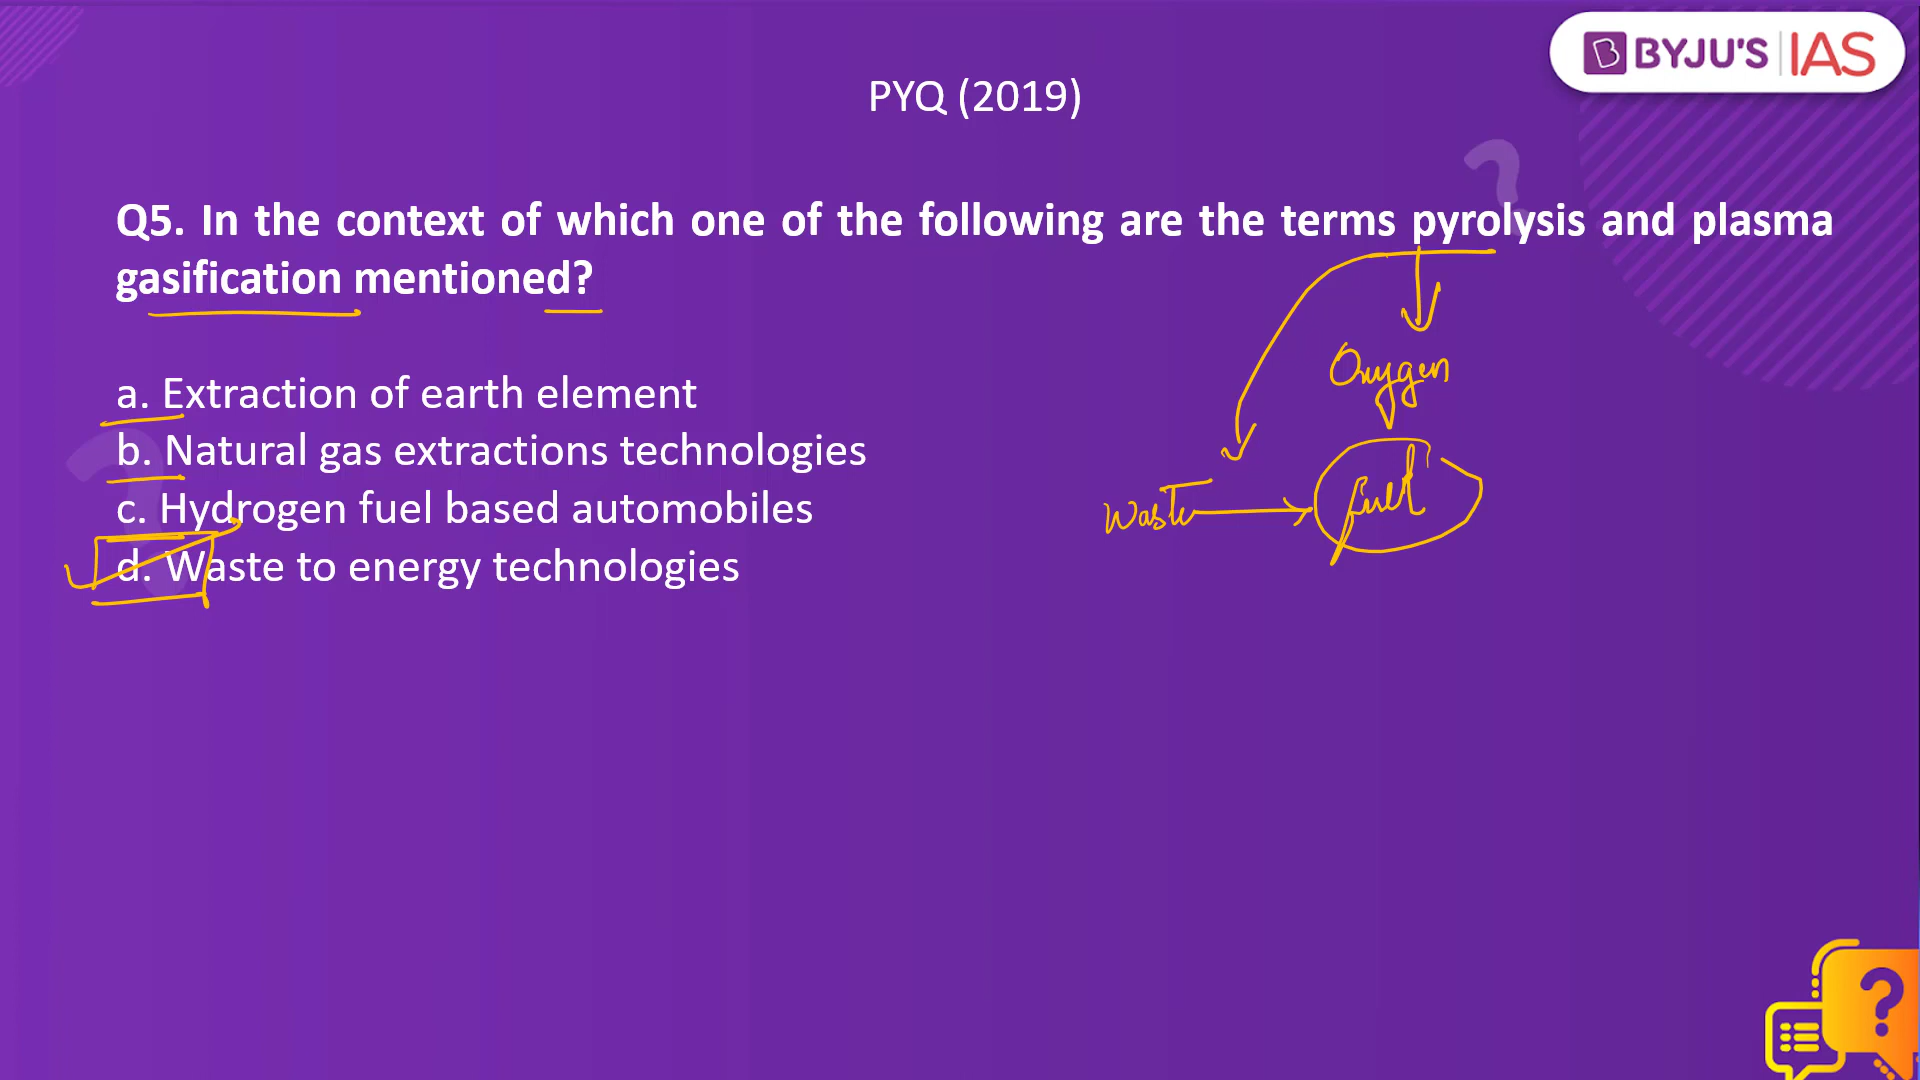 BYJU'S IAS
PYQ (2019)
Q5. In the context of which one of the following are the terms pyrolysis and plasma
gasification mentioned?
a. Extraction of earth element
b. Natural gas extractions technologies
c. Hydrogen fuel based automobiles
d. Waste to energy technologies
Oxygen
Waste
fuel